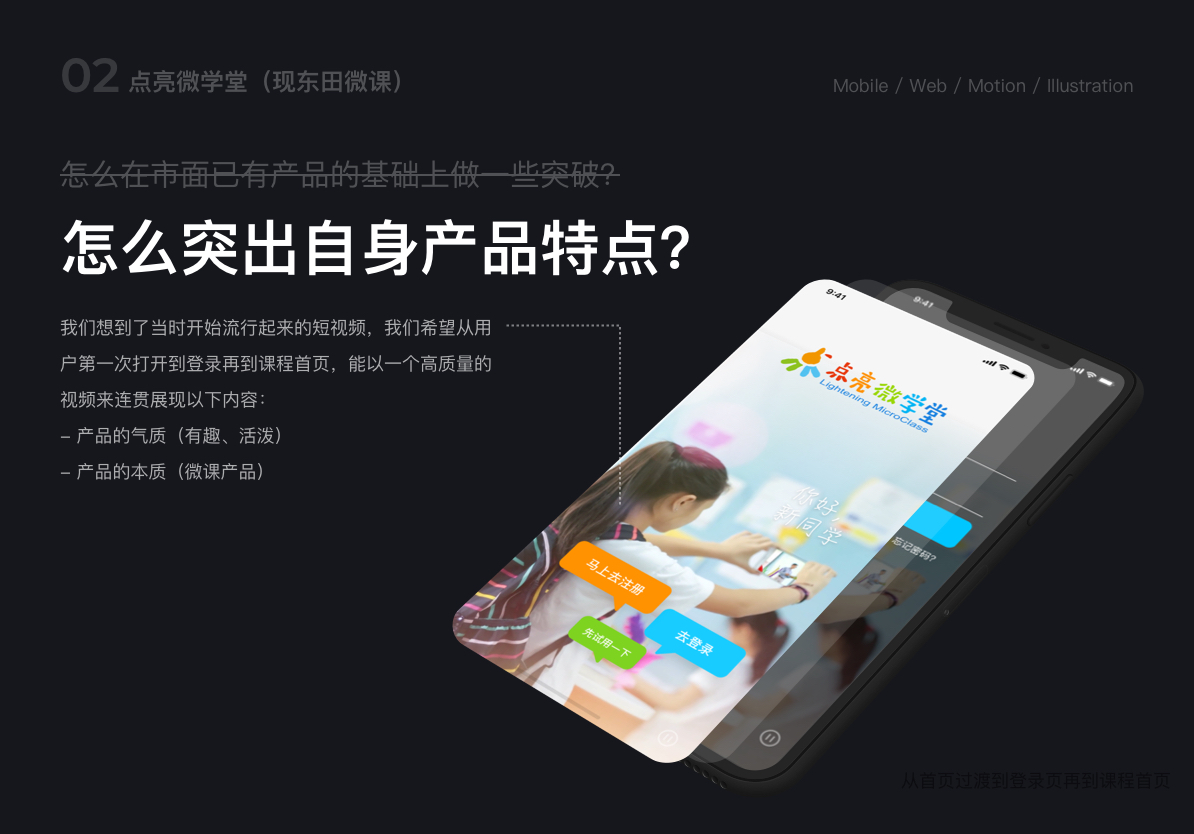 02 点亮微学堂（现东田微课）
Mobile / Web / Motion / Illustration
怎么在市面已有产品的基础上做一些突破？
怎么突出自身产品特点？
我们想到了当时开始流行起来的短视频，我们希望从用
户第一次打开到登录再到课程首页，能以一个高质量的
视频来连贯展现以下内容：
– 产品的气质（有趣、活泼）
– 产品的本质（微课产品）
9:41
9:41
点亮微学堂
Lightening MicroClass
你好，
新同学
忘记密码?
马上去注册
先试用一下
去登录
从首页过渡到登录页再到课程首页